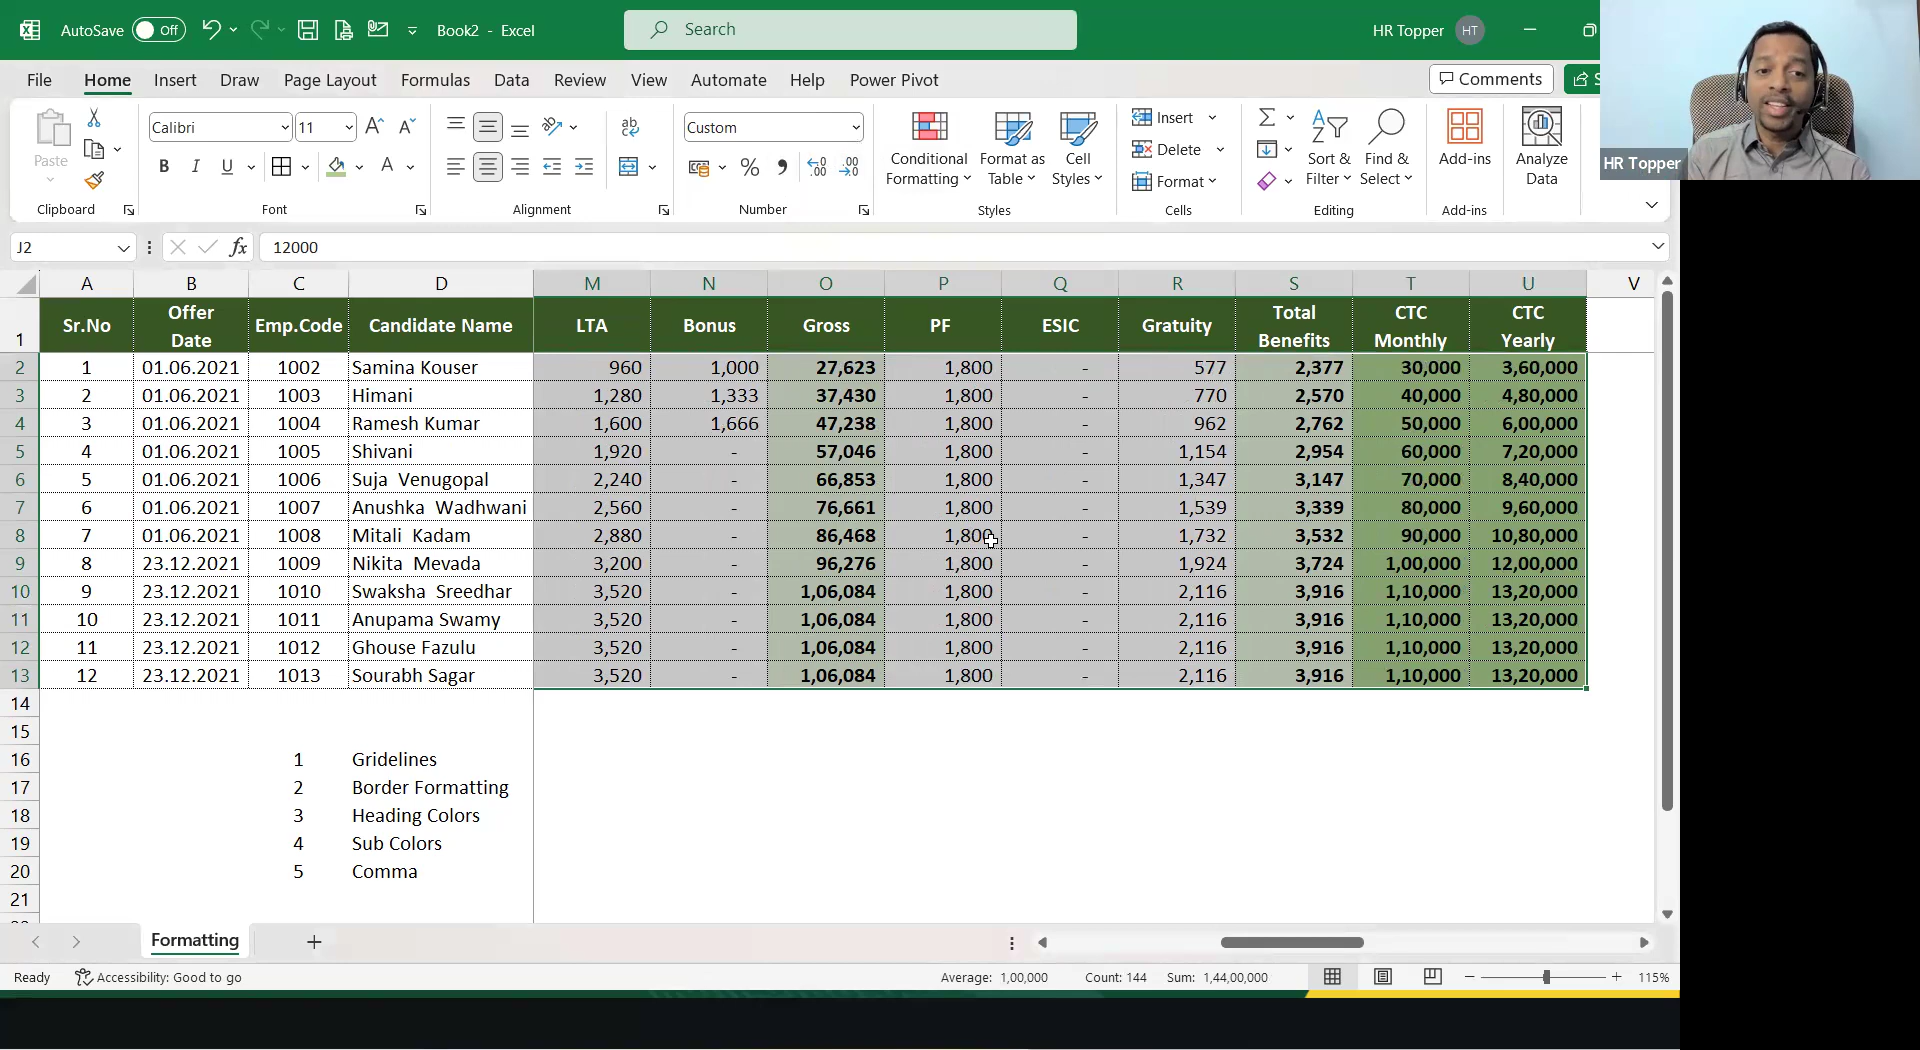 AutoSave Off Book2 - Excel Search HR Topper HT
File Home Insert Draw Page Layout Formulas Data Review View Automate Help Power Pivot Comments
Paste
Clipboard
Calibri 11
B I U A
Font
ab
Alignment
Custom
% .00
Number
Conditional Formatting
Format as Table
Cell Styles
Styles
Insert
Delete
Format
Cells
Sort & Filter
Find & Select
Editing
Add-ins
Add-ins
Analyze Data
HR Topper
J2 fx 12000
A B C D M N O P Q R S T U V
1 Sr.No Offer Date Emp.Code Candidate Name LTA Bonus Gross PF ESIC Gratuity Total Benefits CTC Monthly CTC Yearly
2 1 01.06.2021 1002 Samina Kouser 960 1,000 27,623 1,800 - 577 2,377 30,000 3,60,000
3 2 01.06.2021 1003 Himani 1,280 1,333 37,430 1,800 - 770 2,570 40,000 4,80,000
4 3 01.06.2021 1004 Ramesh Kumar 1,600 1,666 47,238 1,800 - 962 2,762 50,000 6,00,000
5 4 01.06.2021 1005 Shivani 1,920 - 57,046 1,800 - 1,154 2,954 60,000 7,20,000
6 5 01.06.2021 1006 Suja Venugopal 2,240 - 66,853 1,800 - 1,347 3,147 70,000 8,40,000
7 6 01.06.2021 1007 Anushka Wadhwani 2,560 - 76,661 1,800 - 1,539 3,339 80,000 9,60,000
8 7 01.06.2021 1008 Mitali Kadam 2,880 - 86,468 1,800 - 1,732 3,532 90,000 10,80,000
9 8 23.12.2021 1009 Nikita Mevada 3,200 - 96,276 1,800 - 1,924 3,724 1,00,000 12,00,000
10 9 23.12.2021 1010 Swaksha Sreedhar 3,520 - 1,06,084 1,800 - 2,116 3,916 1,10,000 13,20,000
11 10 23.12.2021 1011 Anupama Swamy 3,520 - 1,06,084 1,800 - 2,116 3,916 1,10,000 13,20,000
12 11 23.12.2021 1012 Ghouse Fazulu 3,520 - 1,06,084 1,800 - 2,116 3,916 1,10,000 13,20,000
13 12 23.12.2021 1013 Sourabh Sagar 3,520 - 1,06,084 1,800 - 2,116 3,916 1,10,000 13,20,000
14
15
16 1 Gridelines
17 2 Border Formatting
18 3 Heading Colors
19 4 Sub Colors
20 5 Comma
21
Formatting
Ready Accessibility: Good to go Average: 1,00,000 Count: 144 Sum: 1,44,00,000 115%